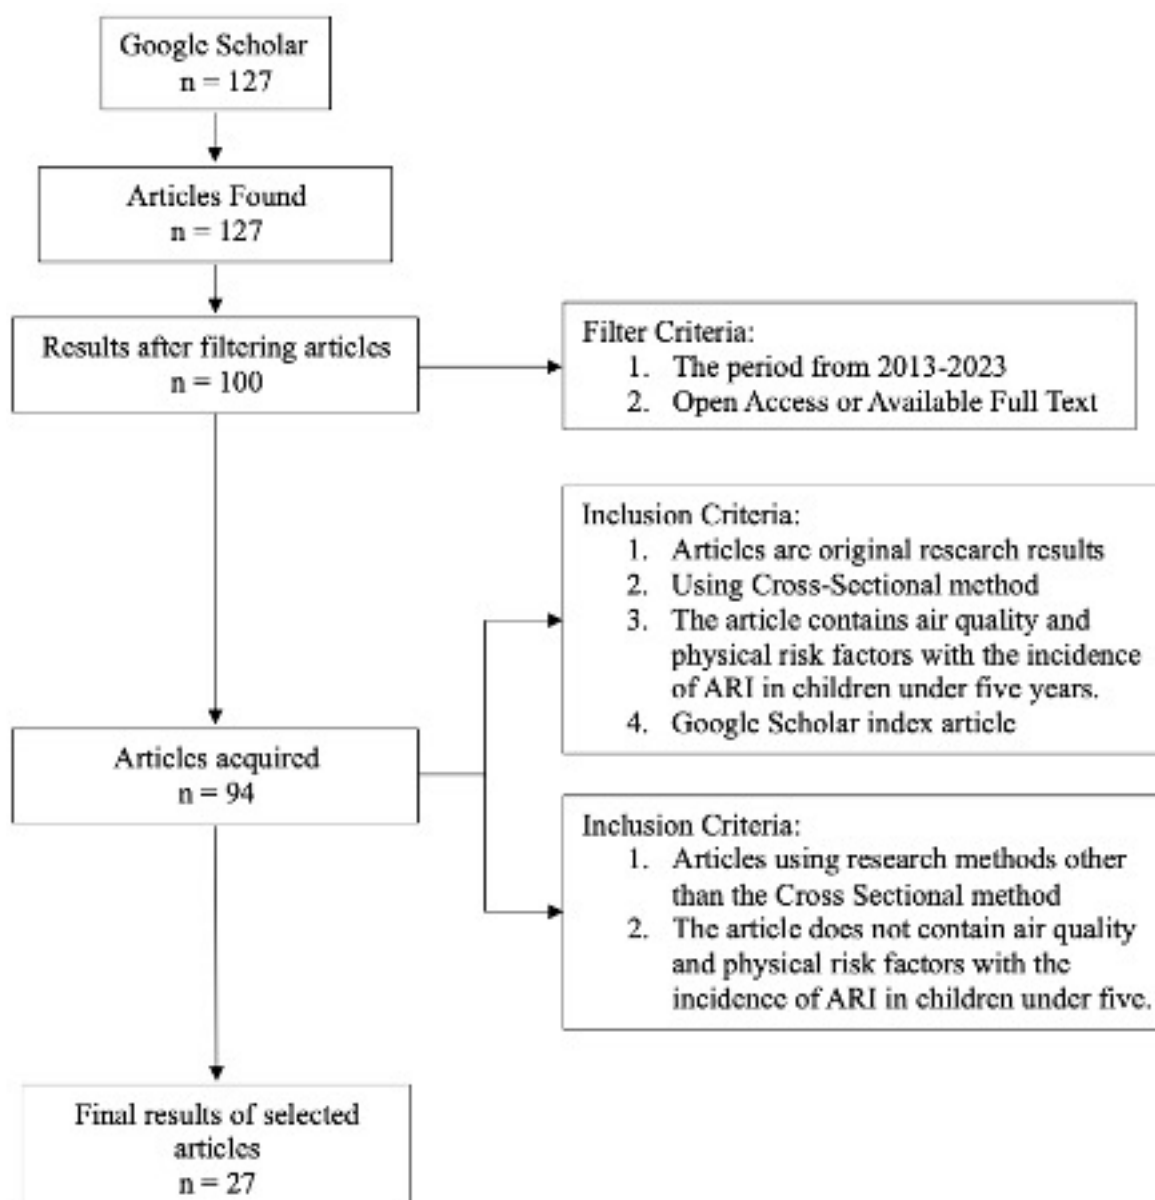 Google Scholar
n = 127
Articles Found
n = 127
Results after filtering articles
n = 100
Filter Criteria:
1. The period from 2013-2023
2. Open Access or Available Full Text
Inclusion Criteria:
1. Articles are original research results
2. Using Cross-Sectional method
3. The article contains air quality and
physical risk factors with the incidence
of ARI in children under five years.
4. Google Scholar index article
Articles acquired
n = 94
Inclusion Criteria:
1. Articles using research methods other
than the Cross Sectional method
2. The article does not contain air quality
and physical risk factors with the
incidence of ARI in children under five.
Final results of selected
articles
n = 27